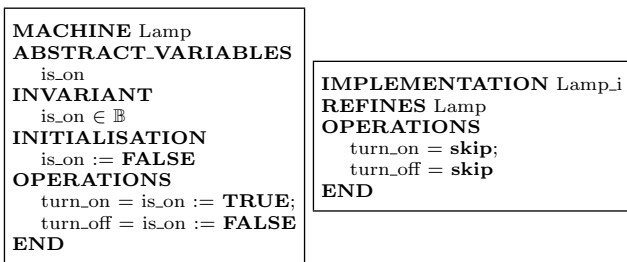 MACHINE Lamp
ABSTRACT_VARIABLES
is_on
INVARIANT
is_on ∈ 𝔹
INITIALISATION
is_on := FALSE
OPERATIONS
turn_on = is_on := TRUE;
turn_off = is_on := FALSE
END
IMPLEMENTATION Lamp_i
REFINES Lamp
OPERATIONS
turn_on = skip;
turn_off = skip
END